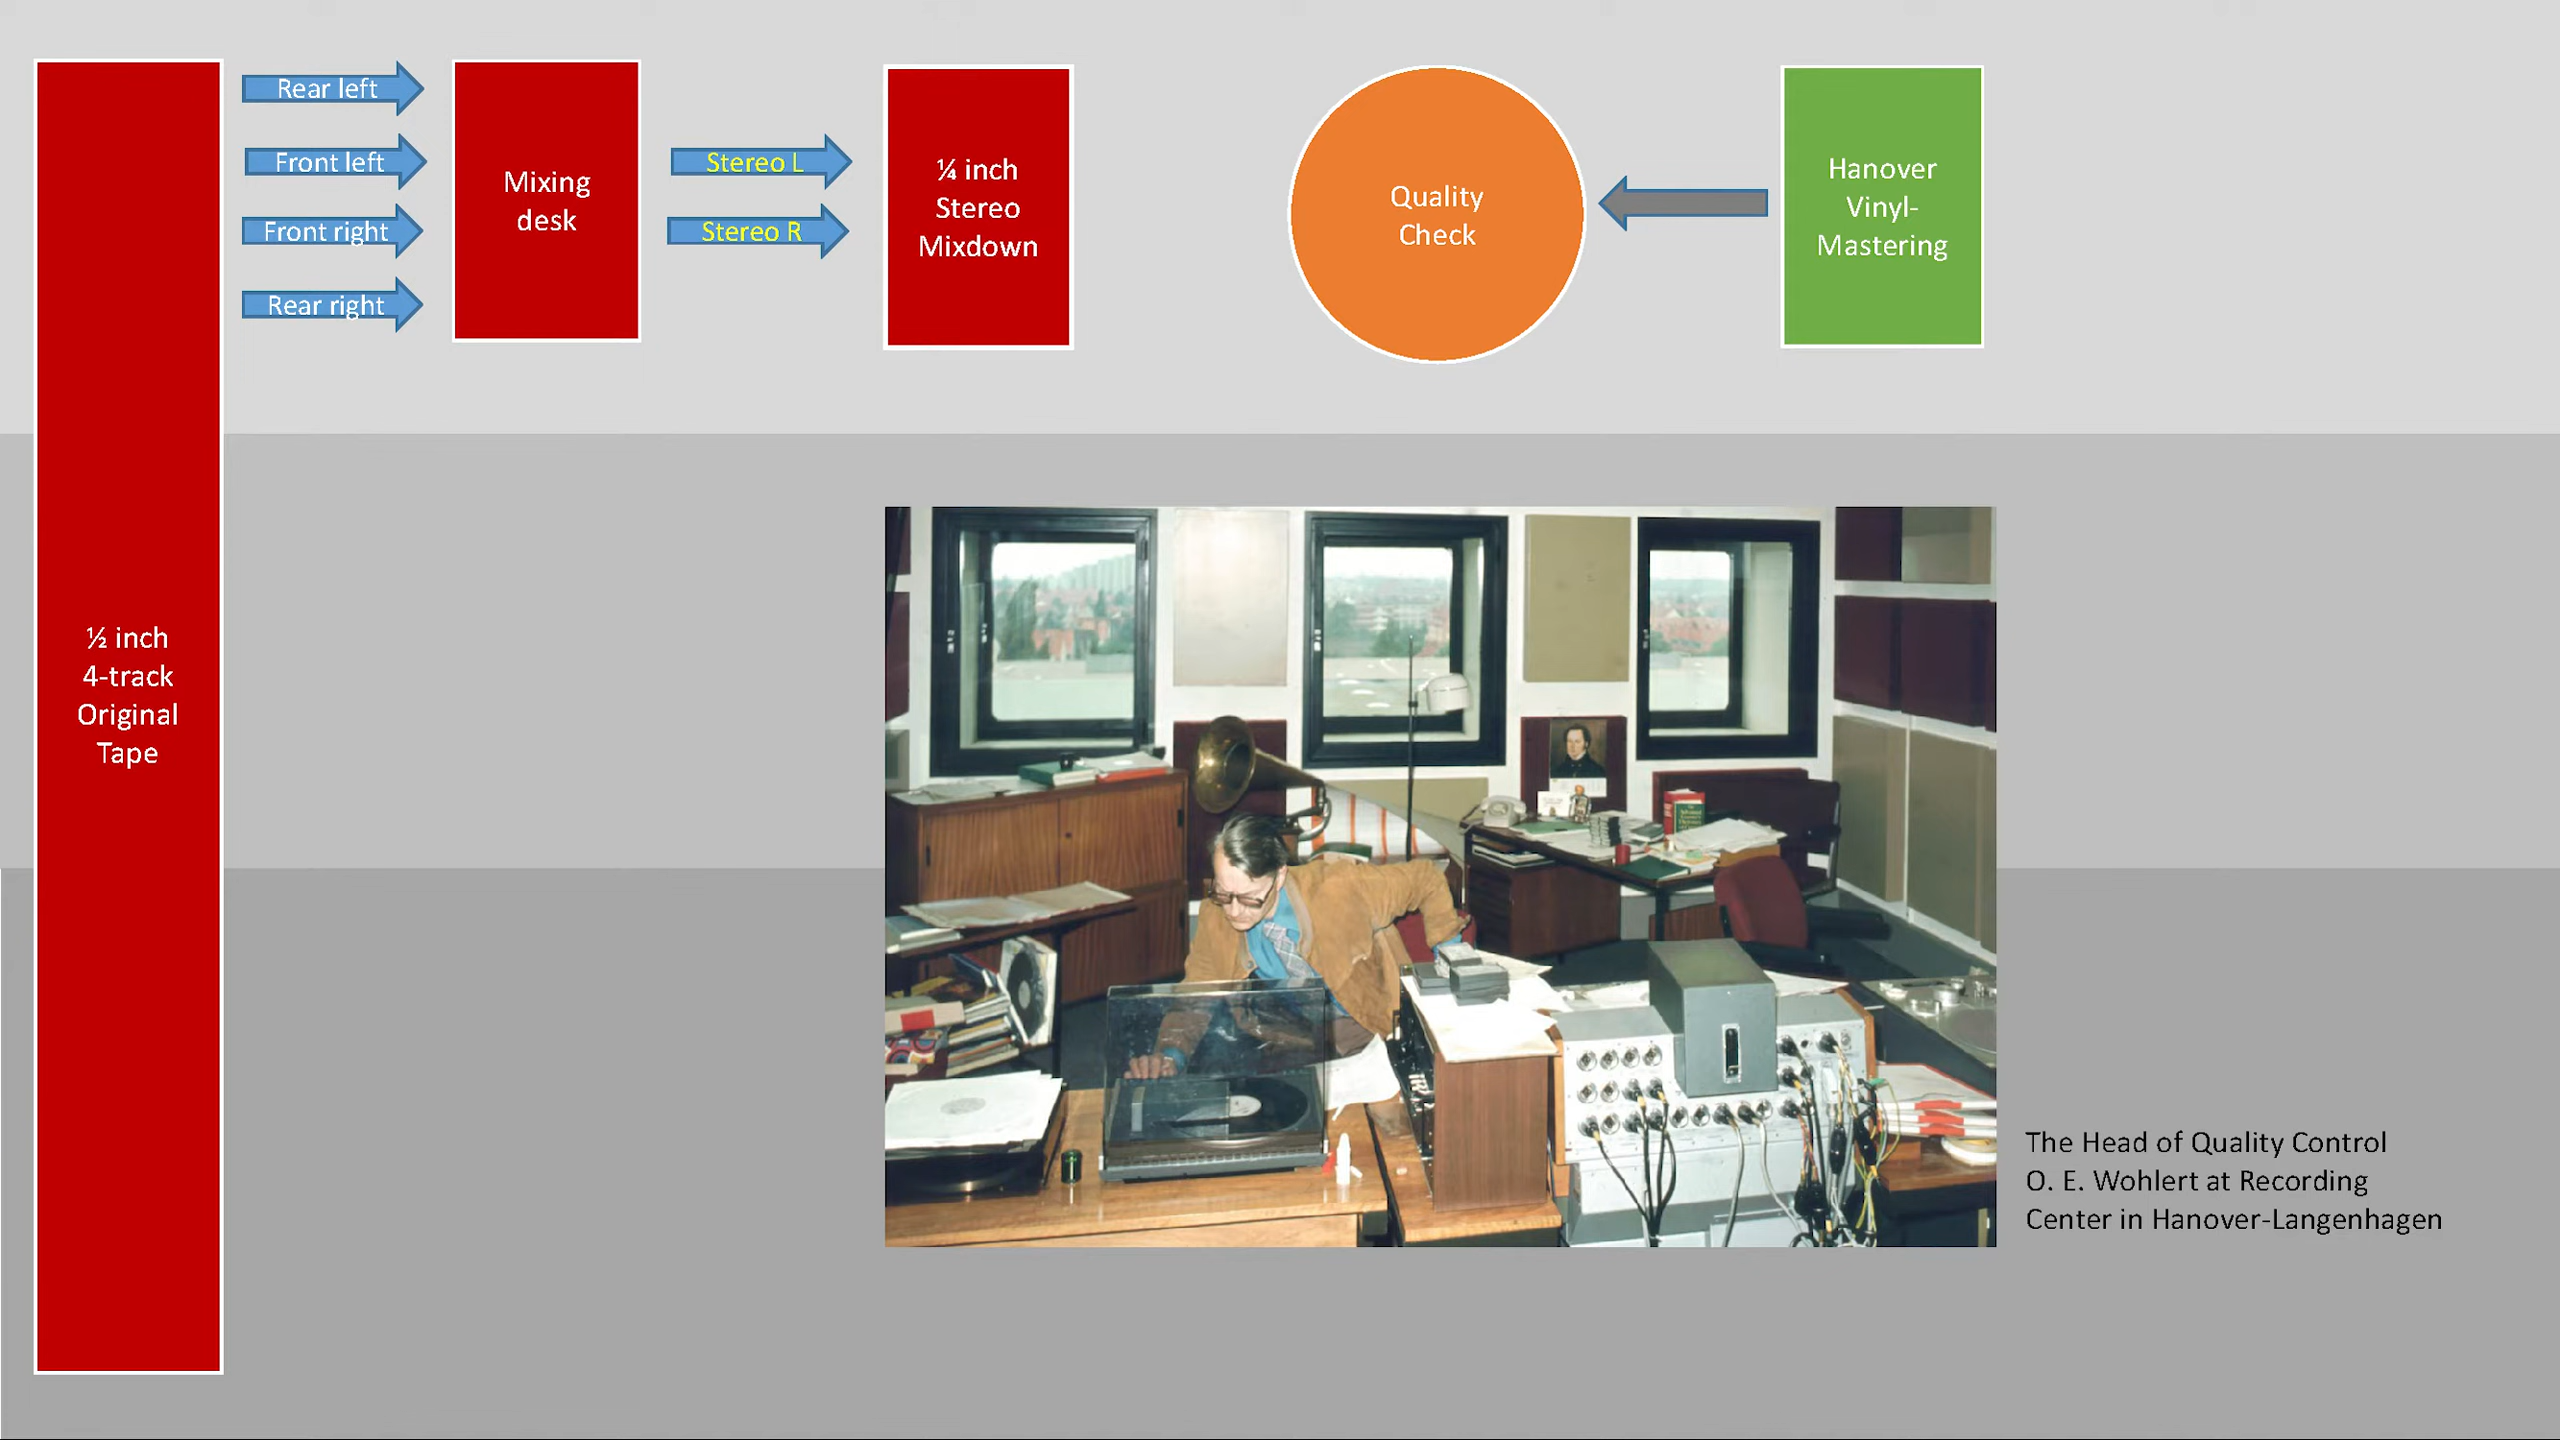 Rear left
Front left
Front right
Rear right
Mixing
desk
Stereo L
Stereo R
¼ inch
Stereo
Mixdown
Quality
Check
Hanover
Vinyl-
Mastering
½ inch
4-track
Original
Tape
The Head of Quality Control
O. E. Wohlert at Recording
Center in Hanover-Langenhagen